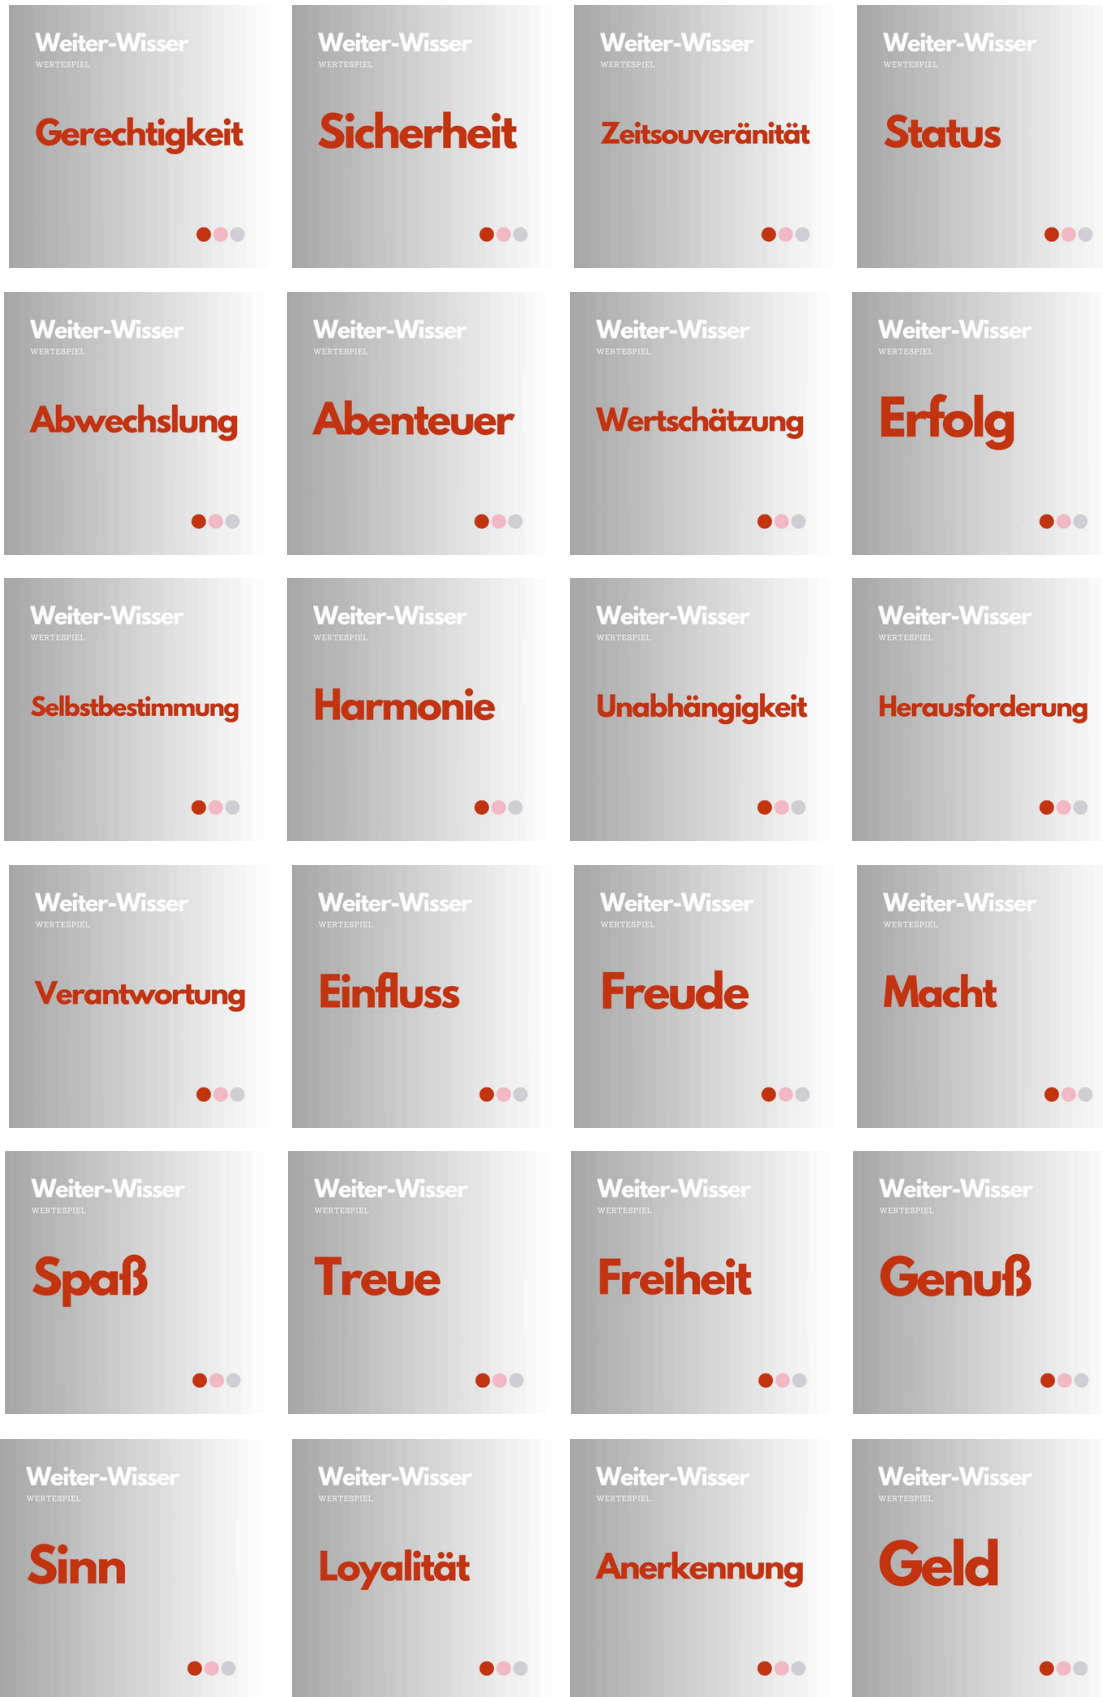 Weiter-Wisser
WERTESPIEL
Gerechtigkeit
Weiter-Wisser
WERTESPIEL
Sicherheit
Weiter-Wisser
WERTESPIEL
Zeitsouveränität
Weiter-Wisser
WERTESPIEL
Status
Weiter-Wisser
WERTESPIEL
Abwechslung
Weiter-Wisser
WERTESPIEL
Abenteuer
Weiter-Wisser
WERTESPIEL
Wertschätzung
Weiter-Wisser
WERTESPIEL
Erfolg
Weiter-Wisser
WERTESPIEL
Selbstbestimmung
Weiter-Wisser
WERTESPIEL
Harmonie
Weiter-Wisser
WERTESPIEL
Unabhängigkeit
Weiter-Wisser
WERTESPIEL
Herausforderung
Weiter-Wisser
WERTESPIEL
Verantwortung
Weiter-Wisser
WERTESPIEL
Einfluss
Weiter-Wisser
WERTESPIEL
Freude
Weiter-Wisser
WERTESPIEL
Macht
Weiter-Wisser
WERTESPIEL
Spaß
Weiter-Wisser
WERTESPIEL
Treue
Weiter-Wisser
WERTESPIEL
Freiheit
Weiter-Wisser
WERTESPIEL
Genuß
Weiter-Wisser
WERTESPIEL
Sinn
Weiter-Wisser
WERTESPIEL
Loyalität
Weiter-Wisser
WERTESPIEL
Anerkennung
Weiter-Wisser
WERTESPIEL
Geld